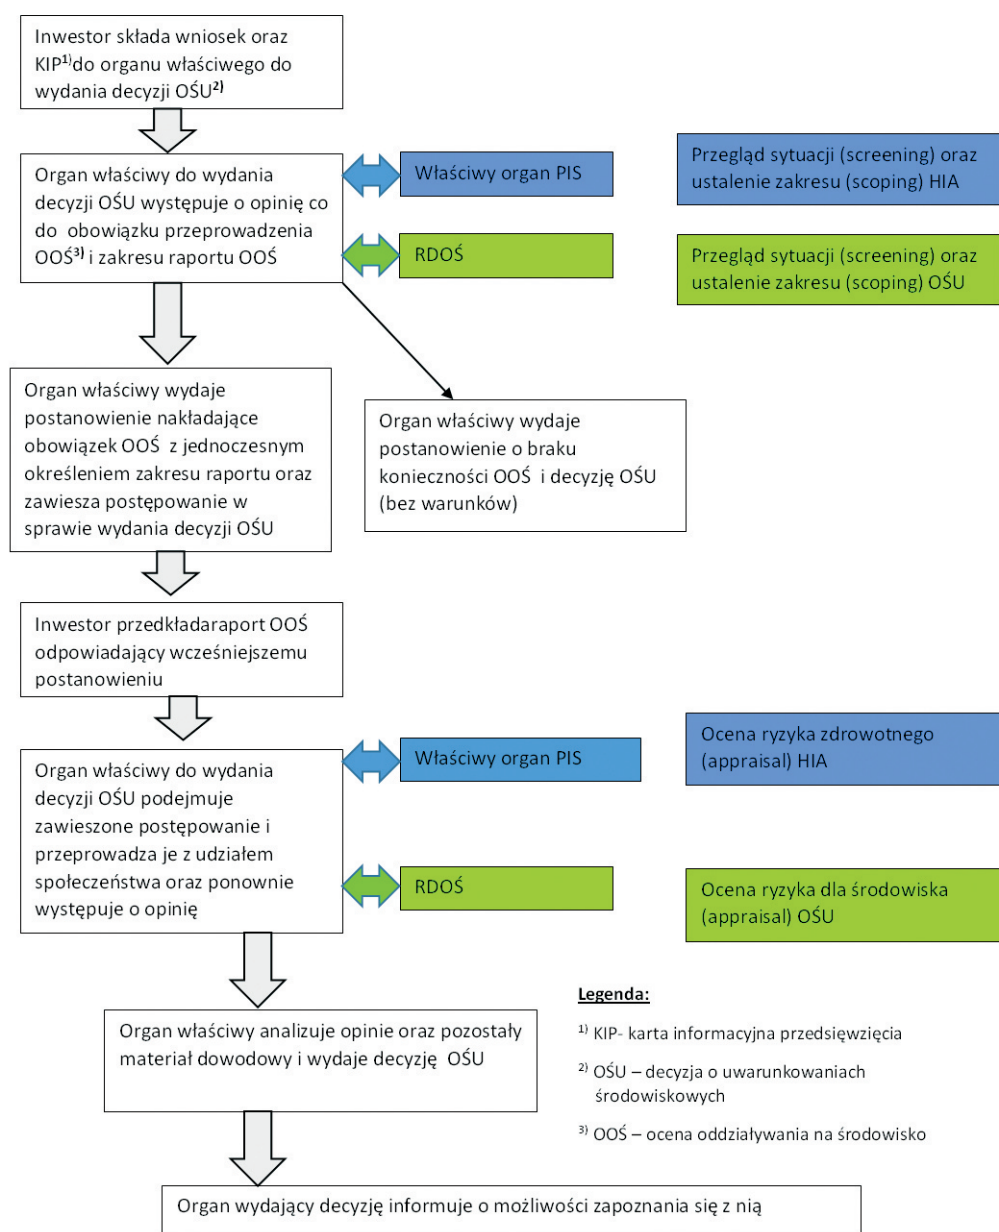 Inwestor składa wniosek oraz
KIP¹⁾do organu właściwego do
wydania decyzji OŚU²⁾
Organ właściwy do wydania
decyzji OŚU występuje o opinię co
do obowiązku przeprowadzenia
OOŚ³⁾ i zakresu raportu OOŚ
Właściwy organ PIS
Przegląd sytuacji (screening) oraz
ustalenie zakresu (scoping) HIA
RDOŚ
Przegląd sytuacji (screening) oraz
ustalenie zakresu (scoping) OŚU
Organ właściwy wydaje
postanowienie nakładające
obowiązek OOŚ z jednoczesnym
określeniem zakresu raportu oraz
zawiesza postępowanie w
sprawie wydania decyzji OŚU
Organ właściwy wydaje
postanowienie o braku
konieczności OOŚ i decyzję OŚU
(bez warunków)
Inwestor przedkładaraport OOŚ
odpowiadający wcześniejszemu
postanowieniu
Organ właściwy do wydania
decyzji OŚU podejmuje
zawieszone postępowanie i
przeprowadza je z udziałem
społeczeństwa oraz ponownie
występuje o opinię
Właściwy organ PIS
Ocena ryzyka zdrowotnego
(appraisal) HIA
RDOŚ
Ocena ryzyka dla środowiska
(appraisal) OŚU
Organ właściwy analizuje opinie oraz pozostały
materiał dowodowy i wydaje decyzję OŚU
Legenda:
¹⁾ KIP- karta informacyjna przedsięwzięcia
²⁾ OŚU – decyzja o uwarunkowaniach
środowiskowych
³⁾ OOŚ – ocena oddziaływania na środowisko
Organ wydający decyzję informuje o możliwości zapoznania się z nią